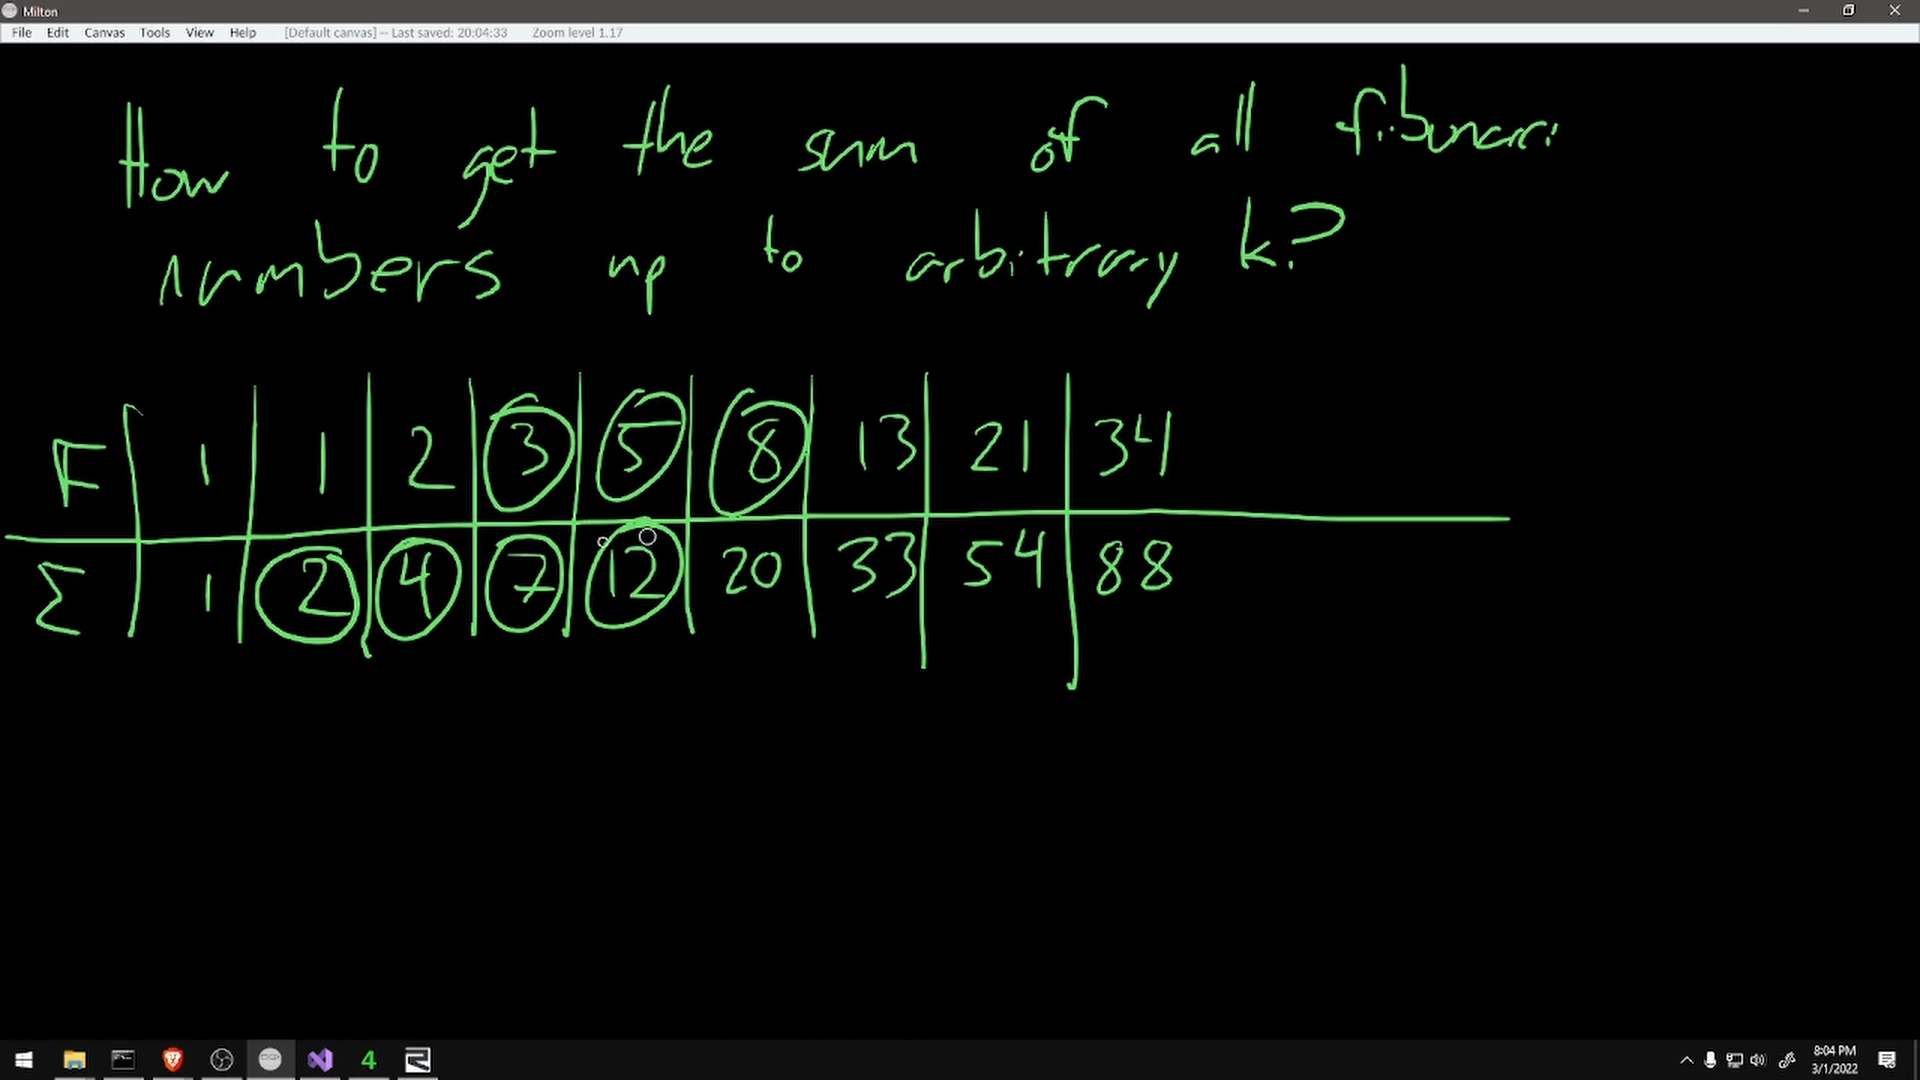 Milton
File Edit Canvas Tools View Help [Default canvas] -- Last saved: 20:04:33 Zoom level 1.17
How to get the sum of all fibonacci
numbers up to arbitrary k?
F 1 1 2 3 5 8 13 21 34
Σ 1 2 4 7 12 20 33 54 88
4
8:04 PM
3/1/2022